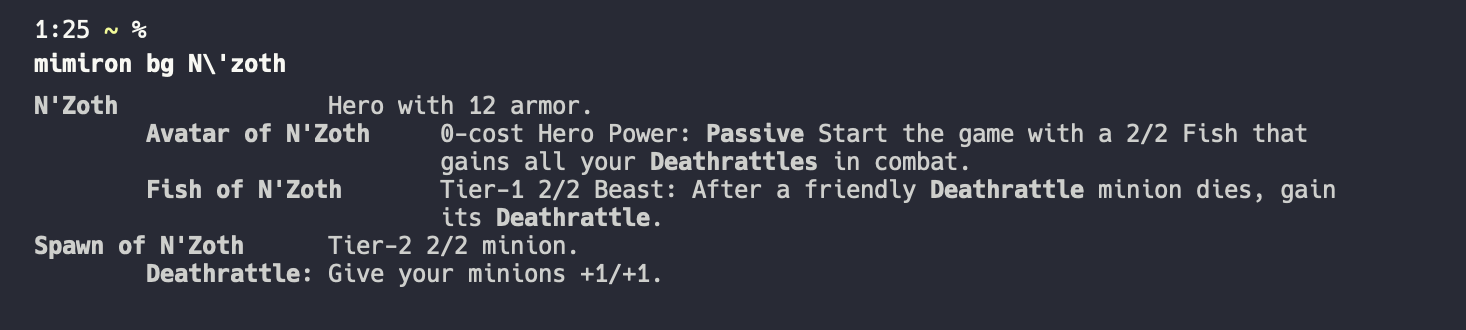 1:25 ~ %
mimiron bg N\'zoth
N'Zoth Hero with 12 armor.
Avatar of N'Zoth 0-cost Hero Power: Passive Start the game with a 2/2 Fish that
gains all your Deathrattles in combat.
Fish of N'Zoth Tier-1 2/2 Beast: After a friendly Deathrattle minion dies, gain
its Deathrattle.
Spawn of N'Zoth Tier-2 2/2 minion.
Deathrattle: Give your minions +1/+1.